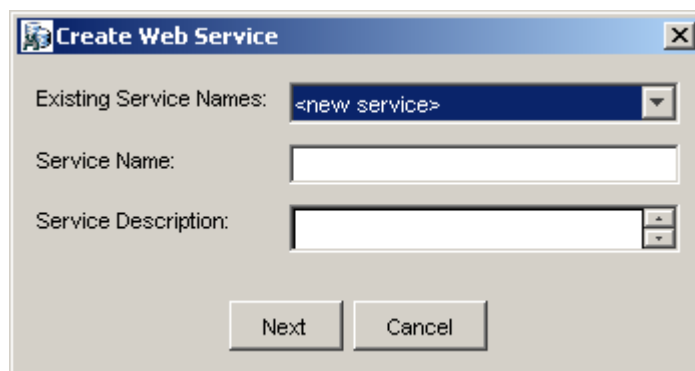 Create Web Service
Existing Service Names: <new service>
Service Name:
Service Description:
Next Cancel